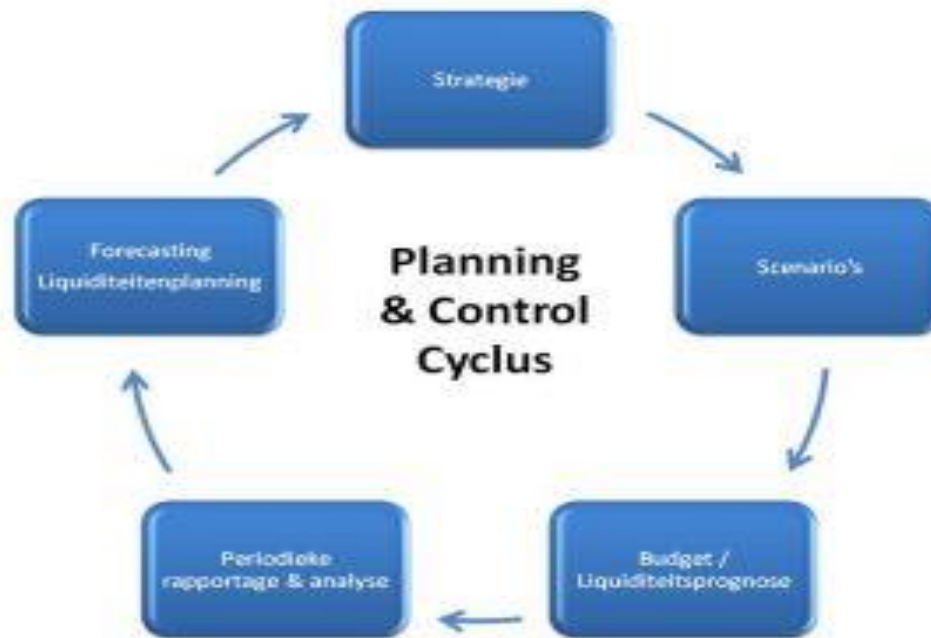 Strategie
Scenario's
Budget /
Liquiditeitsprognose
Periodieke
rapportage & analyse
Forecasting
Liquiditeitenplanning
Planning
& Control
Cyclus